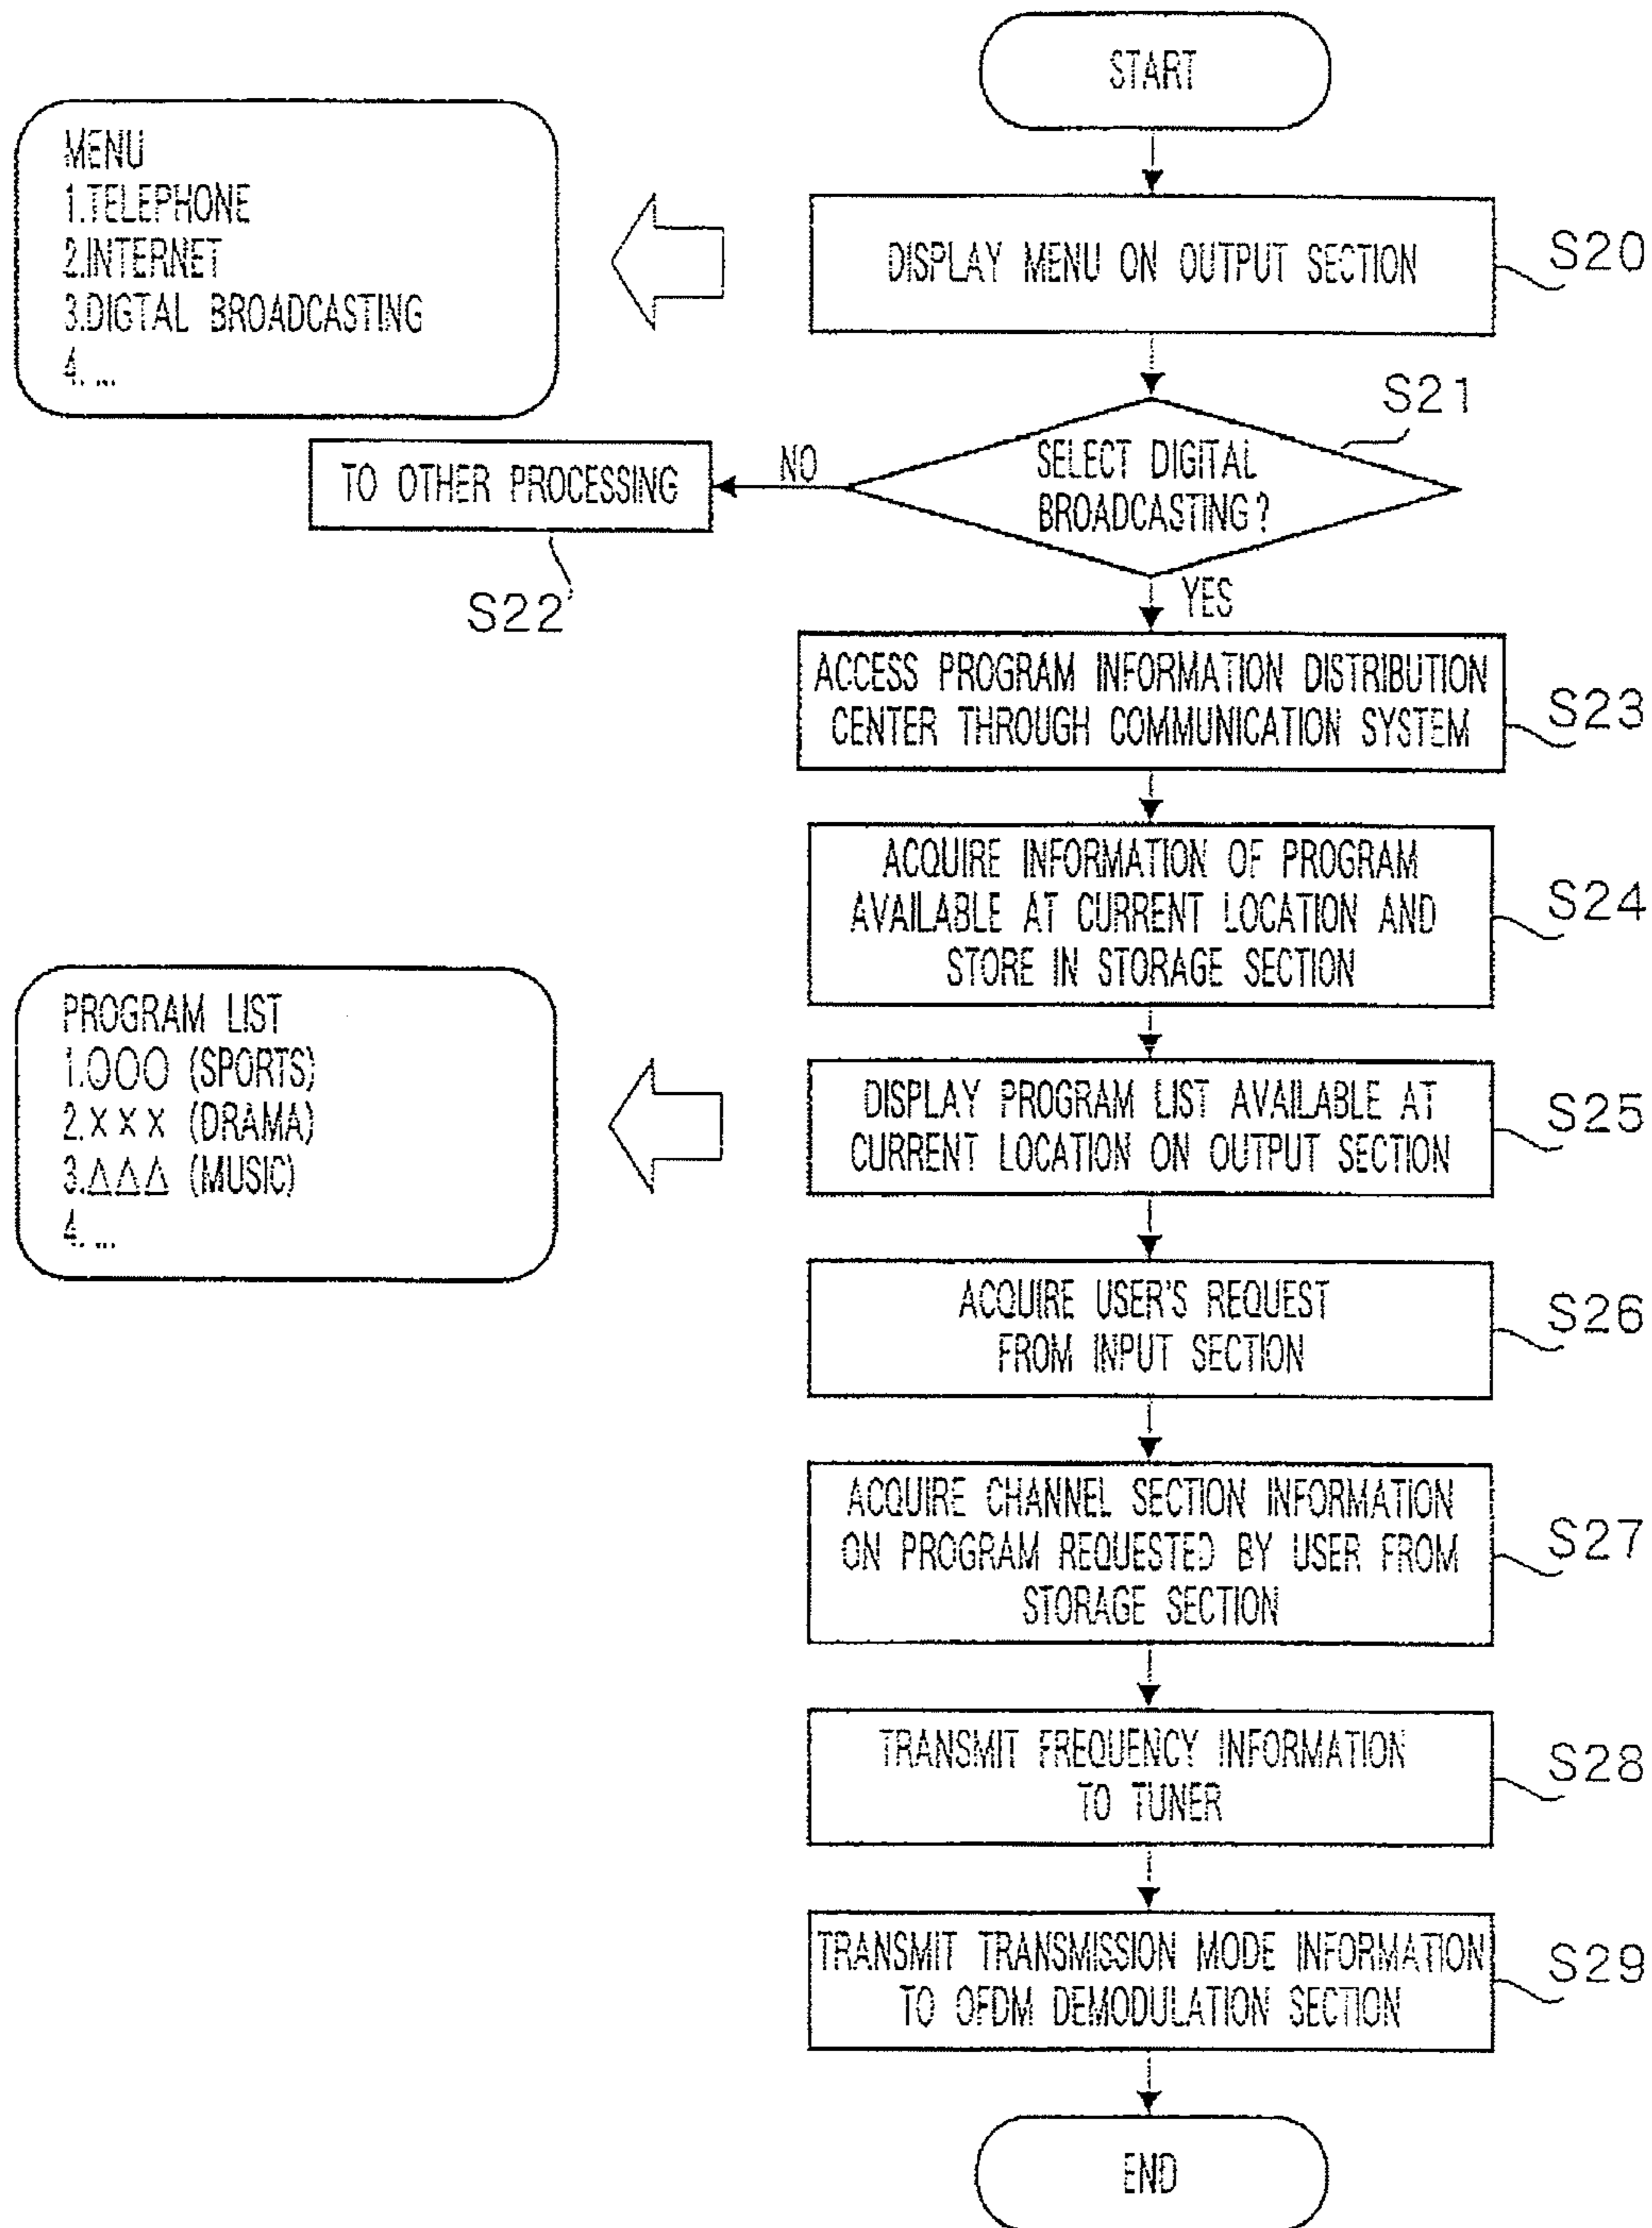 START
MENU
1.TELEPHONE
2.INTERNET
3.DIGTAL BROADCASTING
4. ...
DISPLAY MENU ON OUTPUT SECTION
S20
SELECT DIGITAL
BROADCASTING?
S21
NO
TO OTHER PROCESSING
S22
YES
ACCESS PROGRAM INFORMATION DISTRIBUTION
CENTER THROUGH COMMUNICATION SYSTEM
S23
ACQUIRE INFORMATION OF PROGRAM
AVAILABLE AT CURRENT LOCATION AND
STORE IN STORAGE SECTION
S24
PROGRAM LIST
1.○○○ (SPORTS)
2.××× (DRAMA)
3.△△△ (MUSIC)
4. ...
DISPLAY PROGRAM LIST AVAILABLE AT
CURRENT LOCATION ON OUTPUT SECTION
S25
ACQUIRE USER'S REQUEST
FROM INPUT SECTION
S26
ACQUIRE CHANNEL SECTION INFORMATION
ON PROGRAM REQUESTED BY USER FROM
STORAGE SECTION
S27
TRANSMIT FREQUENCY INFORMATION
TO TUNER
S28
TRANSMIT TRANSMISSION MODE INFORMATION
TO OFDM DEMODULATION SECTION
S29
END